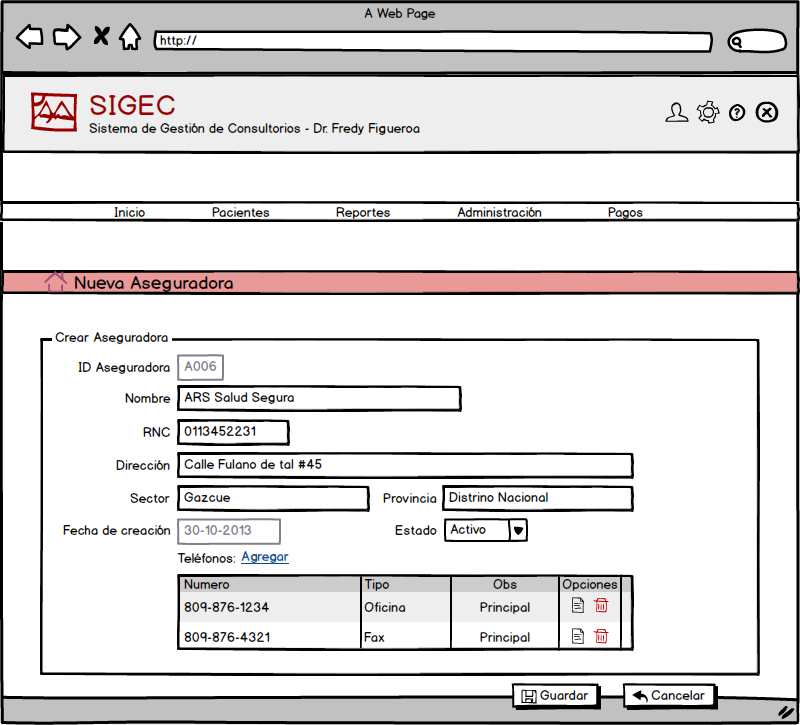 A Web Page
http://
SIGEC
Sistema de Gestión de Consultorios - Dr. Fredy Figueroa
Inicio Pacientes Reportes Administración Pagos
Nueva Aseguradora
Crear Aseguradora
ID Aseguradora A006
Nombre ARS Salud Segura
RNC 0113452231
Dirección Calle Fulano de tal #45
Sector Gazcue Provincia Distrino Nacional
Fecha de creación 30-10-2013 Estado Activo
Teléfonos: Agregar
Numero Tipo Obs Opciones
809-876-1234 Oficina Principal
809-876-4321 Fax Principal
Guardar Cancelar